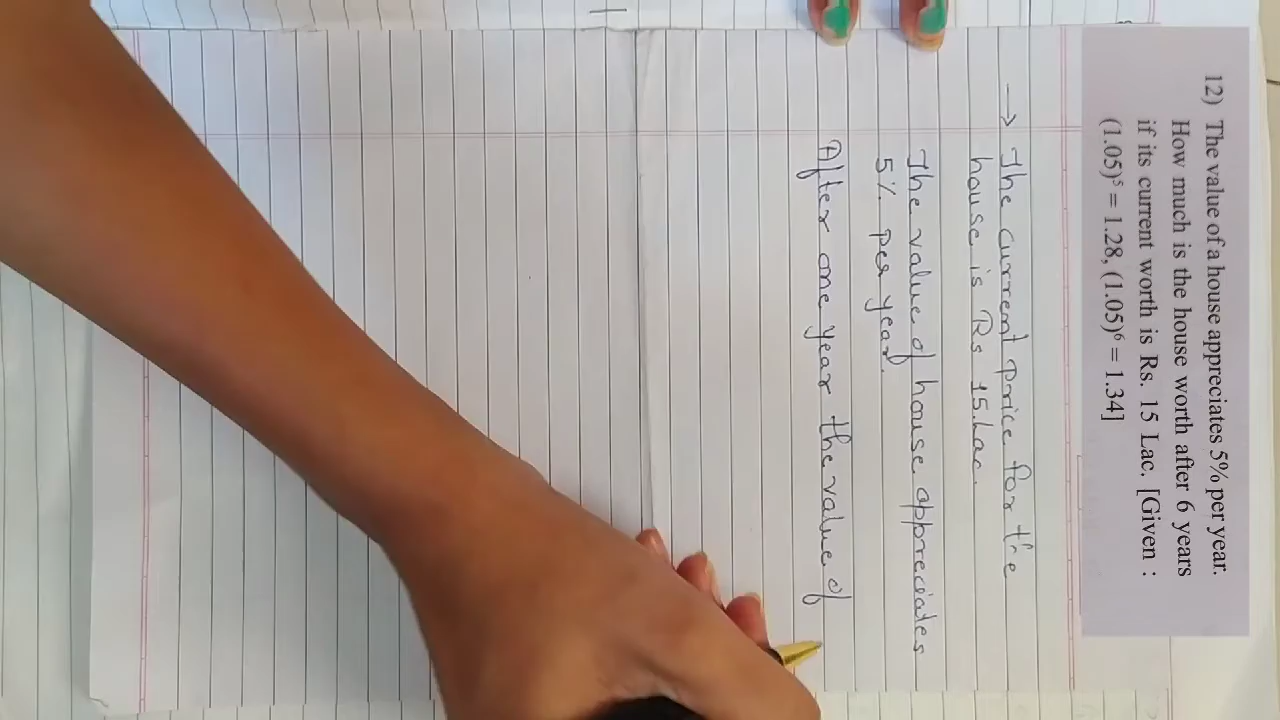 12) The value of a house appreciates 5% per year.
How much is the house worth after 6 years
if its current worth is Rs. 15 Lac. [Given :
(1.05)⁵ = 1.28, (1.05)⁶ = 1.34]
→ The current price for the
house is Rs 15 Lac.
The value of house appreciates
5% per year.
After one year the value of